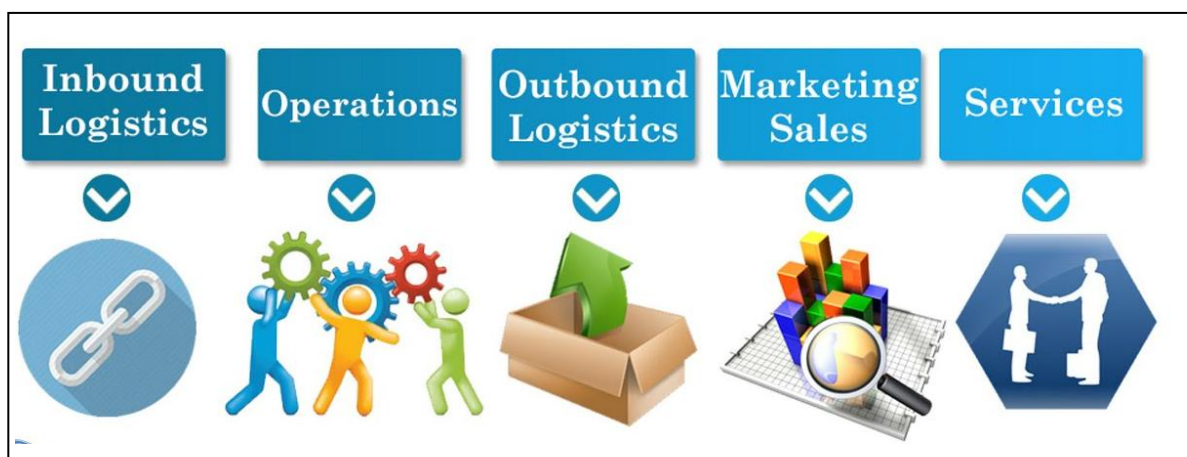 Inbound
Logistics
Operations
Outbound
Logistics
Marketing
Sales
Services